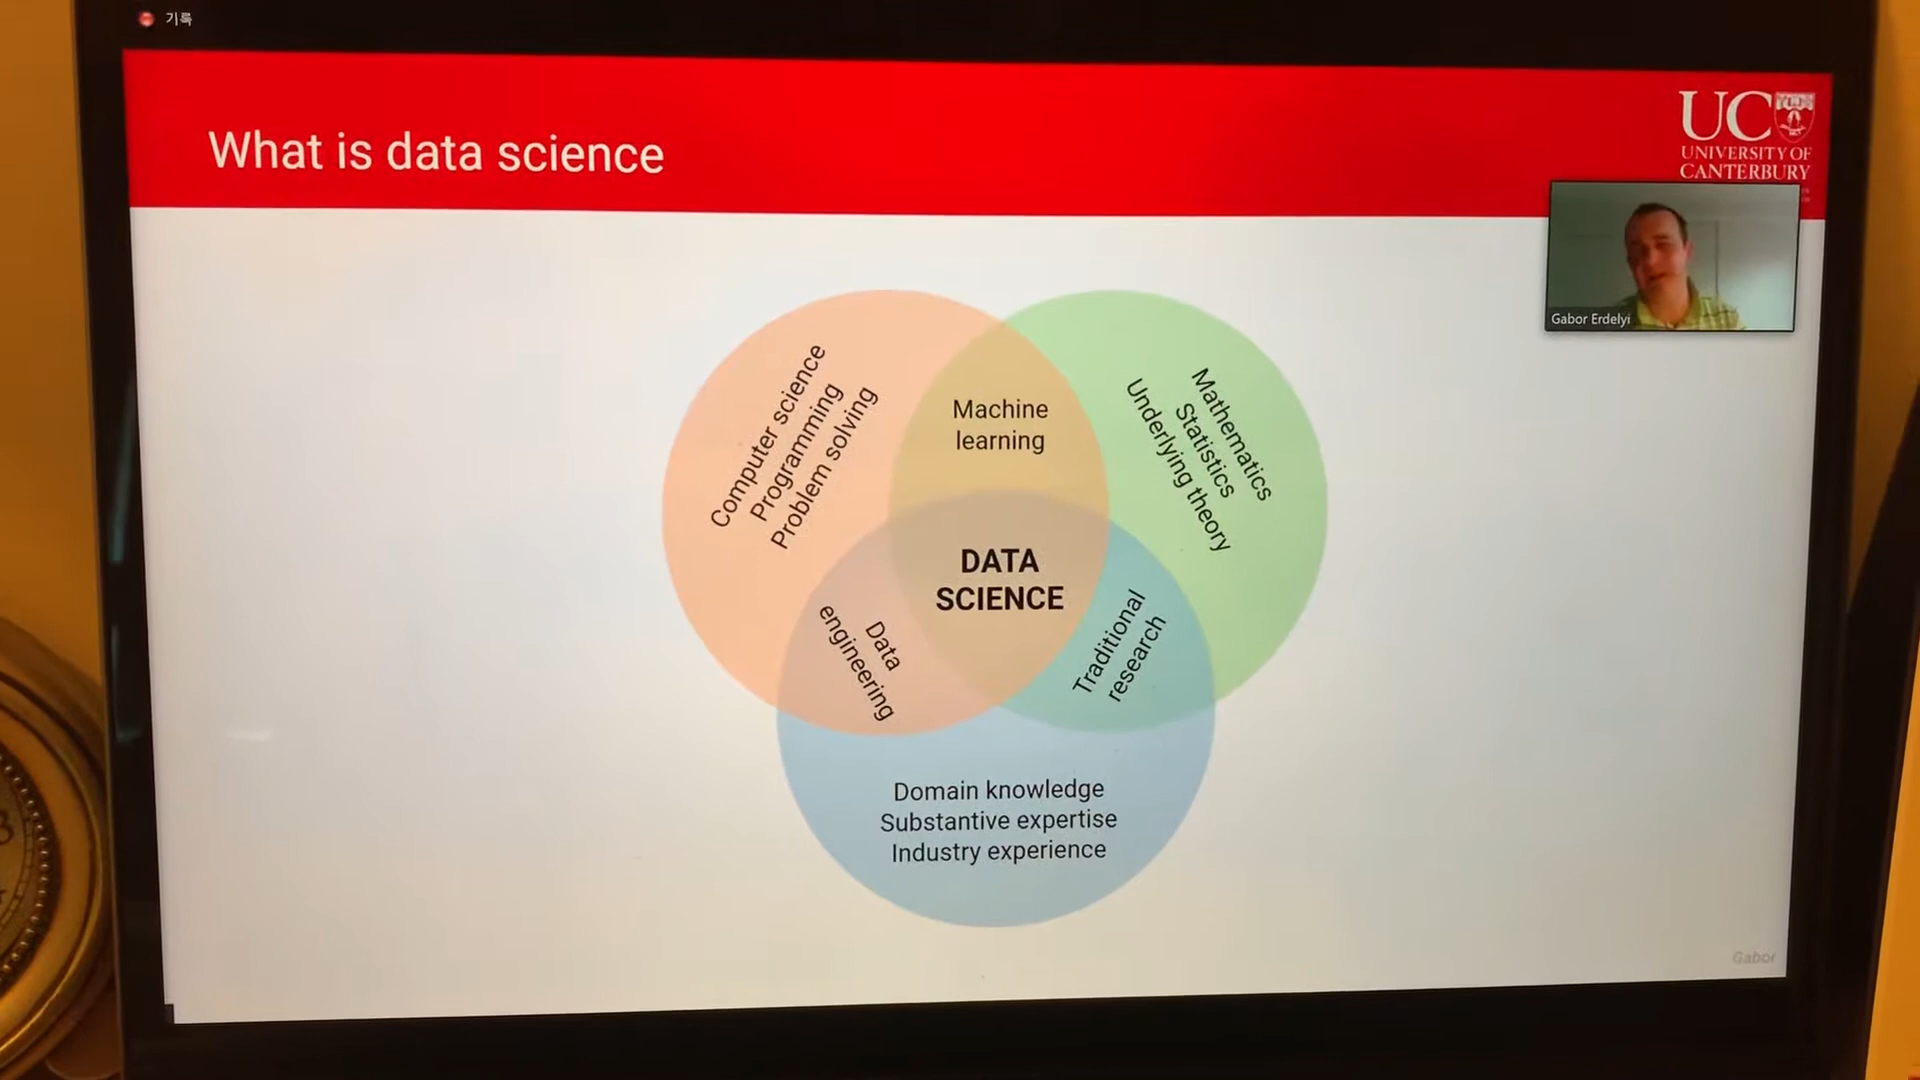 기록
What is data science
UC
UNIVERSITY OF
CANTERBURY
Gabor Erdelyi
Computer science
Programming
Problem solving
Machine
learning
Mathematics
Statistics
Underlying theory
DATA
SCIENCE
Data
engineering
Traditional
research
Domain knowledge
Substantive expertise
Industry experience
Gabor